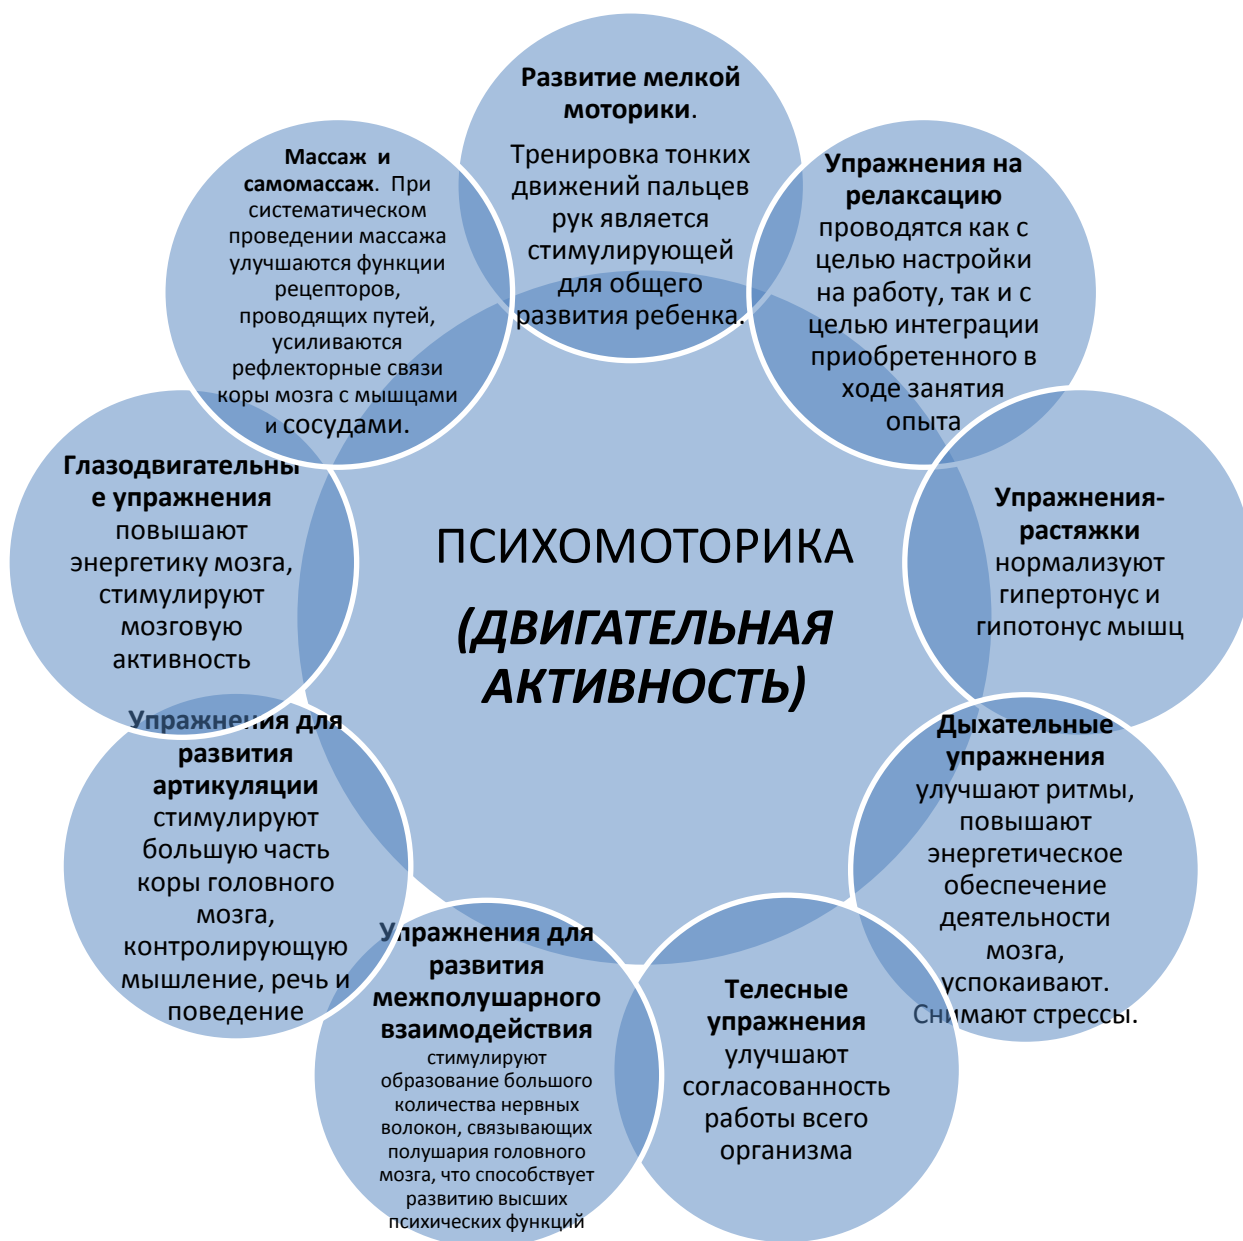 Развитие мелкой
моторики.
Тренировка тонких
движений пальцев
рук является
стимулирующей
для общего
развития ребенка.
Упражнения на
релаксацию
проводятся как с
целью настройки
на работу, так и с
целью интеграции
приобретенного в
ходе занятия
опыта
Упражнения-
растяжки
нормализуют
гипертонус и
гипотонус мышц
Дыхательные
упражнения
улучшают ритмы,
повышают
энергетическое
обеспечение
деятельности
мозга,
успокаивают.
Снимают стрессы.
Телесные
упражнения
улучшают
согласованность
работы всего
организма
Упражнения для
развития
межполушарного
взаимодействия
стимулируют
образование большого
количества нервных
волокон, связывающих
полушария головного
мозга, что способствует
развитию высших
психических функций
Упражнения для
развития
артикуляции
стимулируют
большую часть
коры головного
мозга,
контролирующую
мышление, речь и
поведение
Глазодвигательны
е упражнения
повышают
энергетику мозга,
стимулируют
мозговую
активность
Массаж и
самомассаж. При
систематическом
проведении массажа
улучшаются функции
рецепторов,
проводящих путей,
усиливаются
рефлекторные связи
коры мозга с мышцами
и сосудами.
ПСИХОМОТОРИКА
(ДВИГАТЕЛЬНАЯ
АКТИВНОСТЬ)